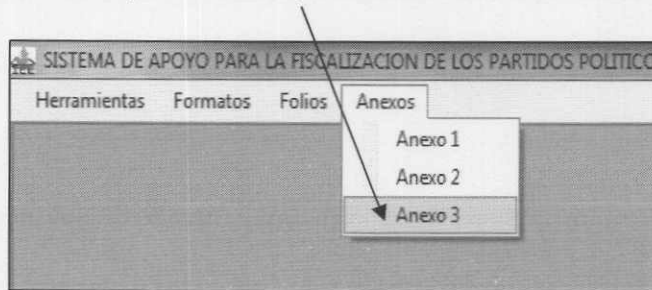 SISTEMA DE APOYO PARA LA FISCALIZACION DE LOS PARTIDOS POLITICO
Herramientas Formatos Folios Anexos
Anexo 1
Anexo 2
Anexo 3